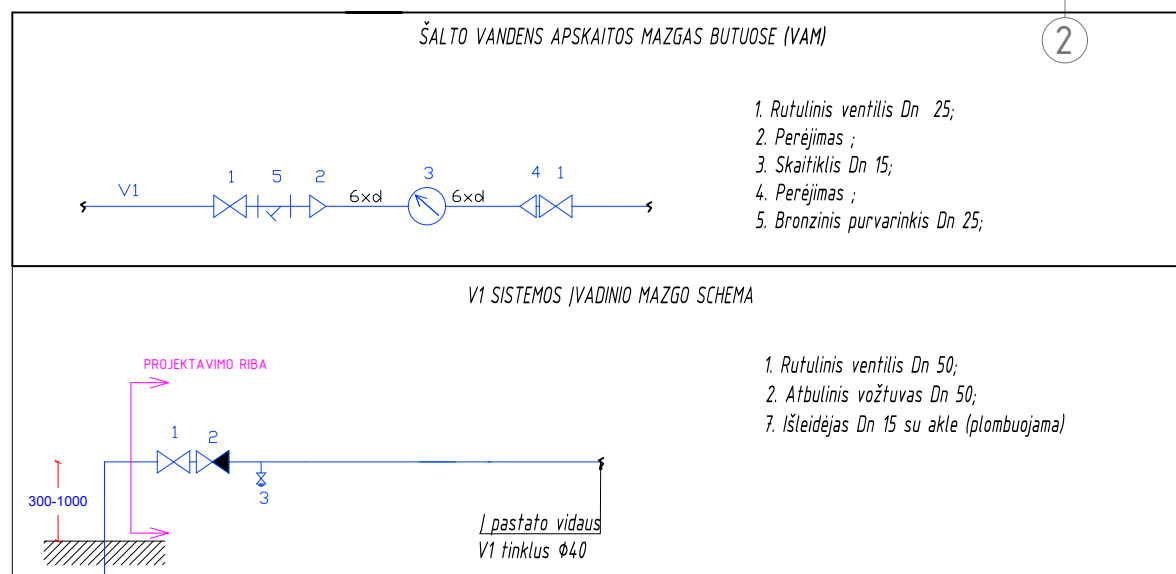 ŠALTO VANDENS APSKAITOS MAZGAS BUTUOSE (VAM)
2
1. Rutulinis ventilis Dn 25;
2. Perėjimas ;
3. Skaitiklis Dn 15;
4. Perėjimas ;
5. Bronzinis purvarinkis Dn 25;
V1 1 5 2 6xd 3 6xd 4 1
V1 SISTEMOS ĮVADINIO MAZGO SCHEMA
PROJEKTAVIMO RIBA
1. Rutulinis ventilis Dn 50;
2. Atbulinis vožtuvas Dn 50;
7. Išleidėjas Dn 15 su akle (plombuojama)
1 2
3
300-1000
Į pastato vidaus
V1 tinklus Φ40